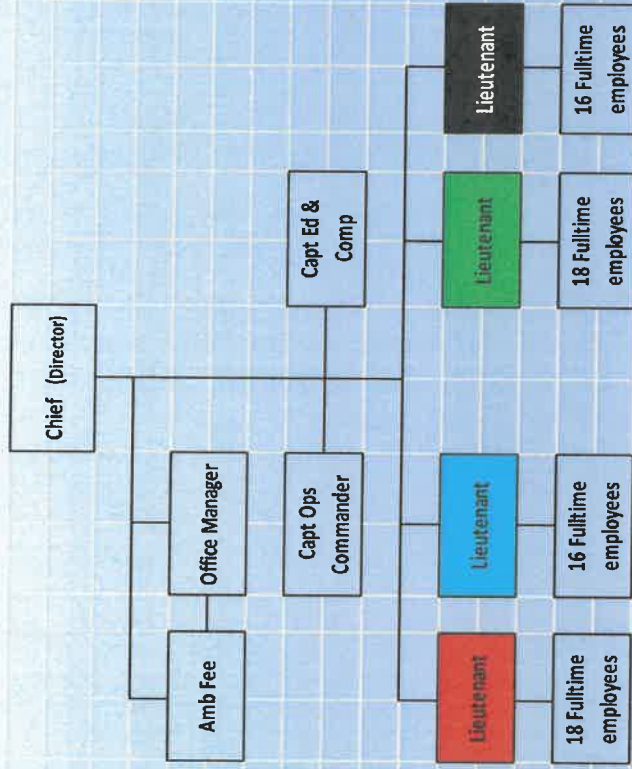 Chief (Director)
Amb Fee
Office Manager
Capt Ops
Commander
Capt Ed &
Comp
Lieutenant
Lieutenant
Lieutenant
Lieutenant
18 Fulltime
employees
16 Fulltime
employees
18 Fulltime
employees
16 Fulltime
employees